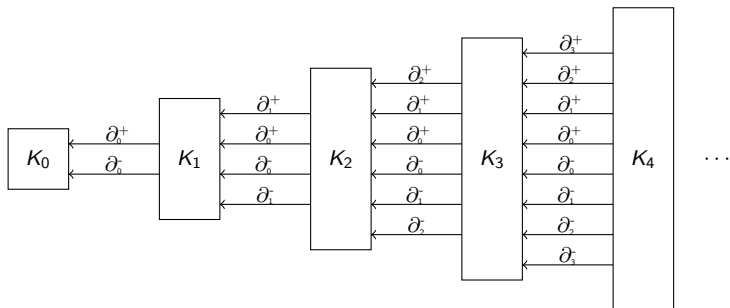 ∂₃⁺
∂₂⁺ ∂₂⁺
∂₁⁺ ∂₁⁺ ∂₁⁺
∂₀⁺ ∂₀⁺ ∂₀⁺ ∂₀⁺
K₀ K₁ K₂ K₃ K₄ ⋯
∂₀⁻ ∂₀⁻ ∂₀⁻ ∂₀⁻
∂₁⁻ ∂₁⁻ ∂₁⁻
∂₂⁻ ∂₂⁻
∂₃⁻